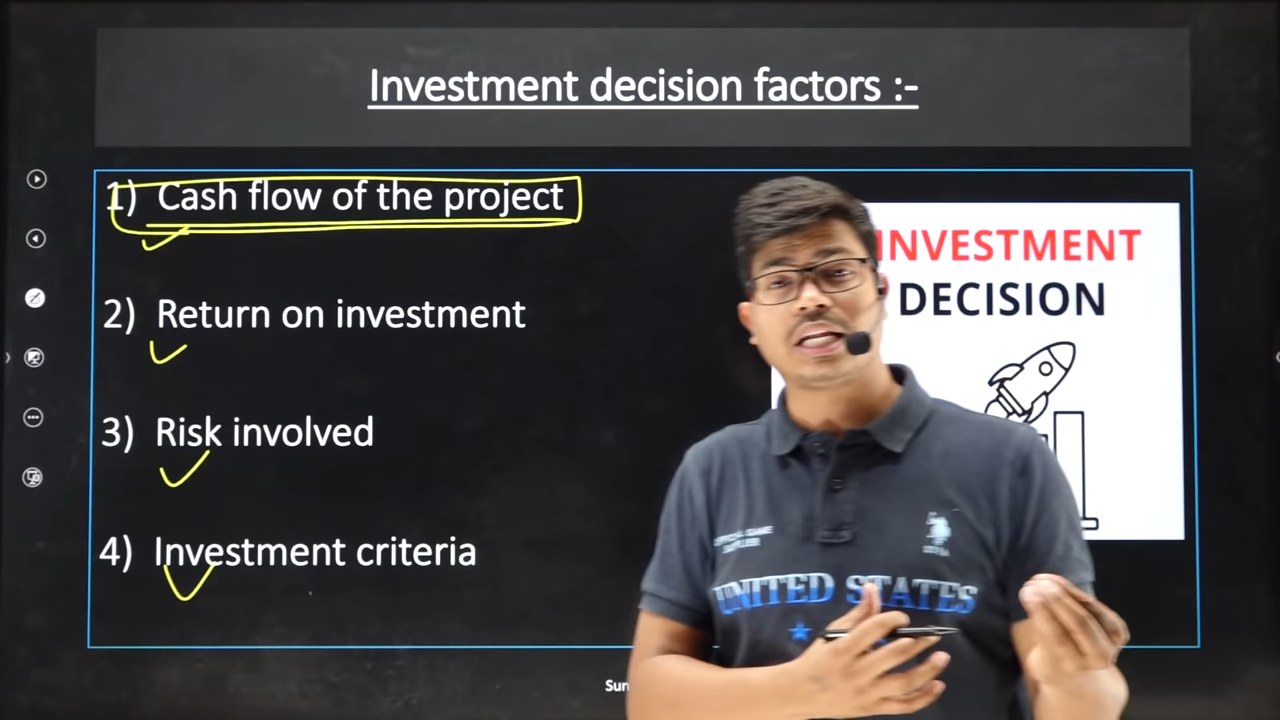 Investment decision factors :-
1) Cash flow of the project
2) Return on investment
3) Risk involved
4) Investment criteria
INVESTMENT
DECISION
UNITED STATES